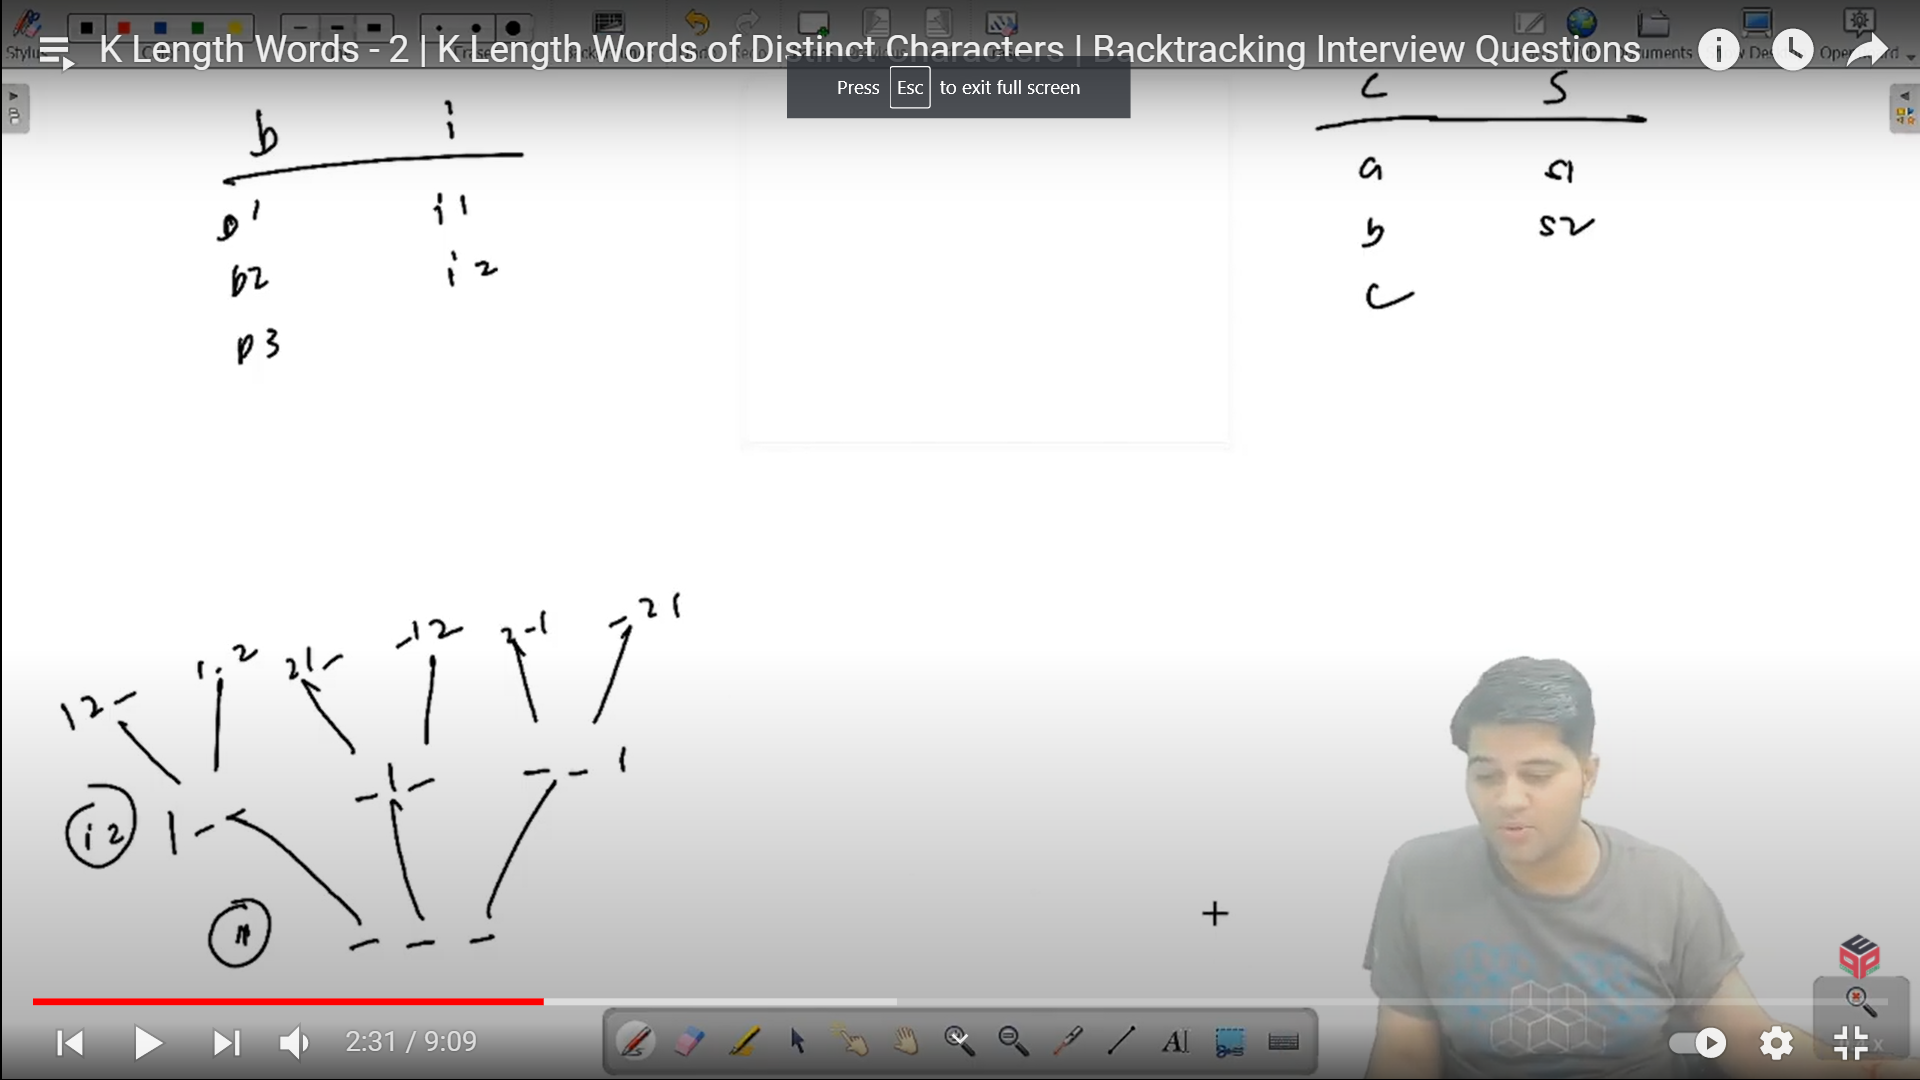 K Length Words - 2 | K Length Words of Distinct Characters | Backtracking Interview Questions
Press Esc to exit full screen
b i
b1 i1
b2 i2
b3
c s
a s1
b s2
c
12-
1-2
21-
-12
2-1
-21
i2
1-
-1-
--1
i1
- - -
2:31 / 9:09